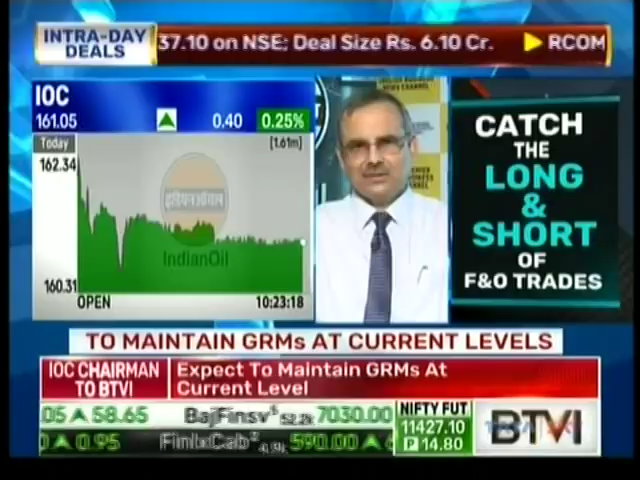 INTRA-DAY
DEALS
37.10 on NSE; Deal Size Rs. 6.10 Cr.
RCOM
IOC
161.05
0.40
0.25%
Today
[1.61m]
162.34
इंडियनऑयल
IndianOil
160.31
OPEN
10:23:18
CATCH
THE
LONG
&
SHORT
OF
F&O TRADES
TO MAINTAIN GRMs AT CURRENT LEVELS
IOC CHAIRMAN
TO BTVI
Expect To Maintain GRMs At
Current Level
05 ▲ 58.65
BajFinsv
7030.00
0 ▲ 0.95
590.00 ▲
NIFTY FUT
11427.10
P 14.80
BTVI